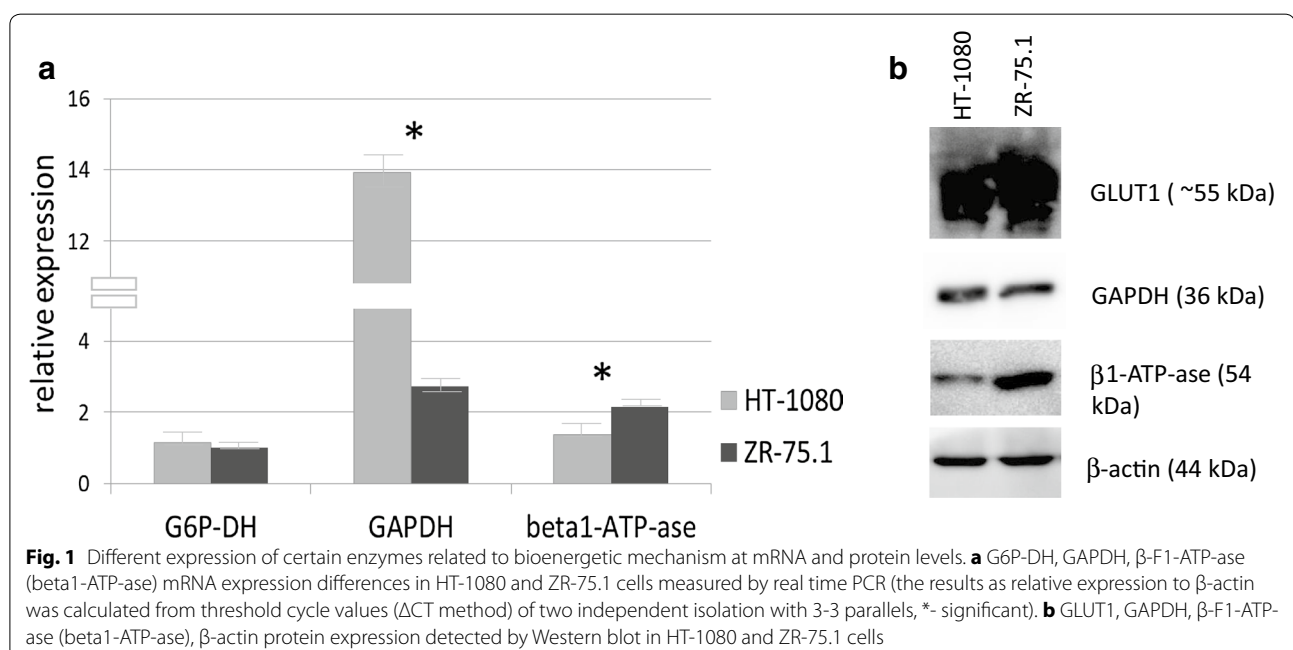 a
16
14
12
4
2
0
relative expression
*
*
HT-1080
ZR-75.1
G6P-DH
GAPDH
beta1-ATP-ase
b
HT-1080
ZR-75.1
GLUT1 ( ~55 kDa)
GAPDH (36 kDa)
β1-ATP-ase (54
kDa)
β-actin (44 kDa)
Fig. 1 Different expression of certain enzymes related to bioenergetic mechanism at mRNA and protein levels. a G6P-DH, GAPDH, β-F1-ATP-ase
(beta1-ATP-ase) mRNA expression differences in HT-1080 and ZR-75.1 cells measured by real time PCR (the results as relative expression to β-actin
was calculated from threshold cycle values (ΔCT method) of two independent isolation with 3-3 parallels, *- significant). b GLUT1, GAPDH, β-F1-ATP-
ase (beta1-ATP-ase), β-actin protein expression detected by Western blot in HT-1080 and ZR-75.1 cells